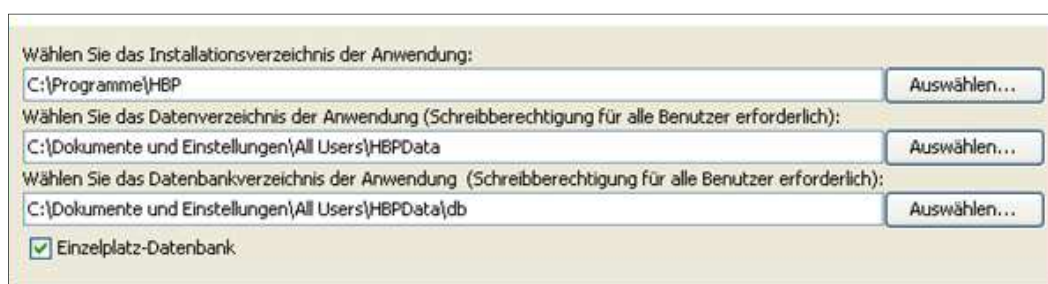 Wählen Sie das Installationsverzeichnis der Anwendung:
C:\Programme\HBP Auswählen...
Wählen Sie das Datenverzeichnis der Anwendung (Schreibberechtigung für alle Benutzer erforderlich):
C:\Dokumente und Einstellungen\All Users\HBPData Auswählen...
Wählen Sie das Datenbankverzeichnis der Anwendung (Schreibberechtigung für alle Benutzer erforderlich):
C:\Dokumente und Einstellungen\All Users\HBPData\db Auswählen...
Einzelplatz-Datenbank